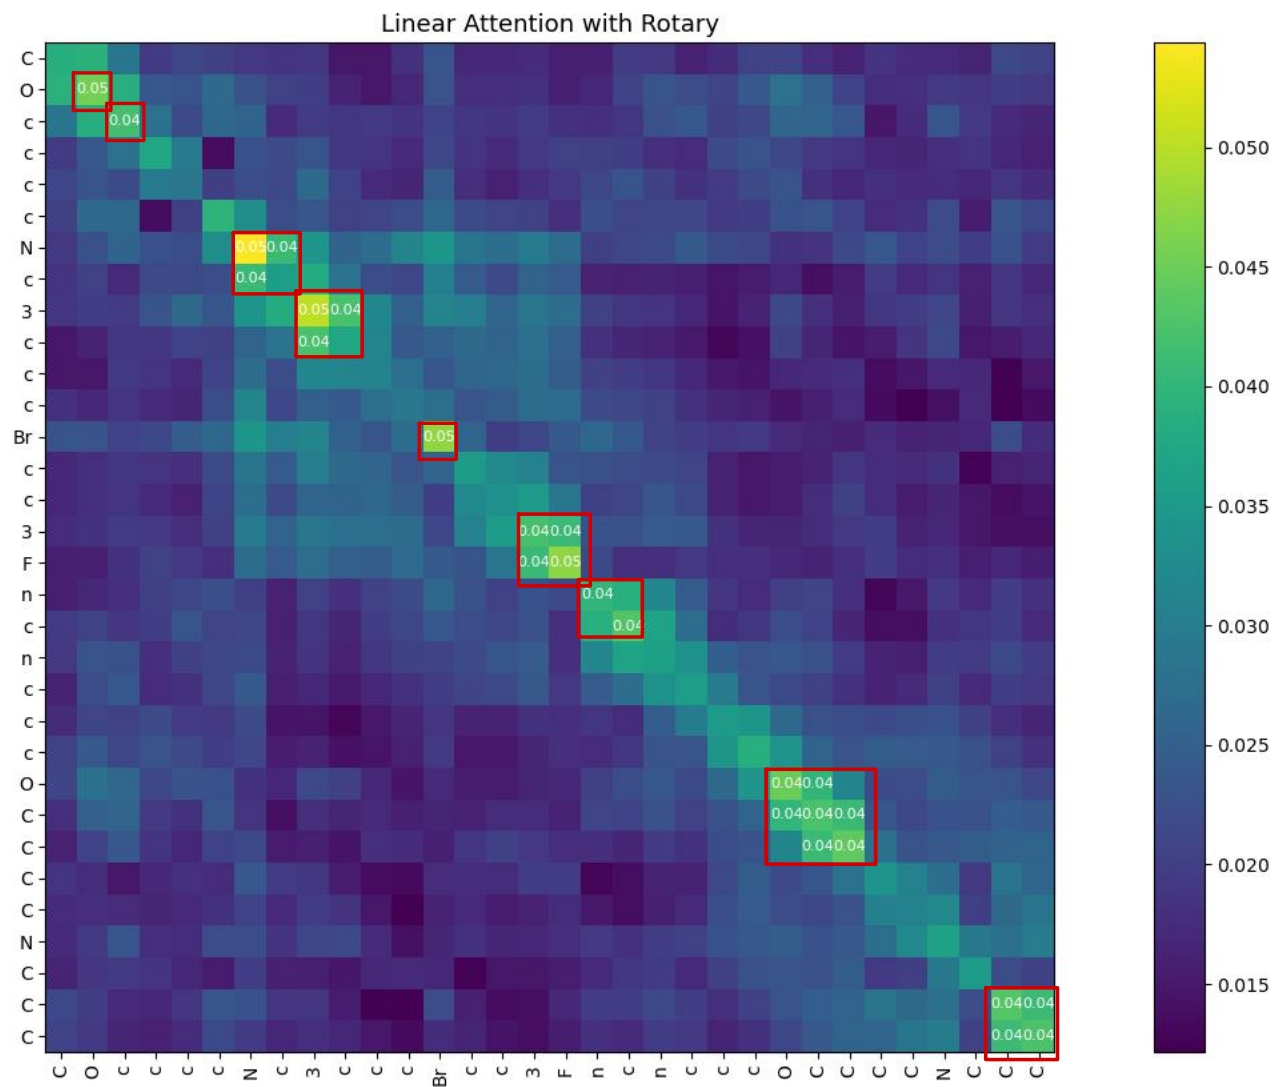 Linear Attention with Rotary
C
O 0.05
c 0.04
c
c
c
N 0.05 0.04
c 0.04
3 0.05 0.04
c 0.04
c
c
Br 0.05
c
c
3 0.04 0.04
F 0.04 0.05
n 0.04
c 0.04
n
c
c
c
O 0.04 0.04
C 0.04 0.04 0.04
C 0.04 0.04
C
C
N
C
C 0.04 0.04
C 0.04 0.04
C O c c c c N c 3 c c c Br c c 3 F n c n c c c O C C C C N C C C
0.050
0.045
0.040
0.035
0.030
0.025
0.020
0.015